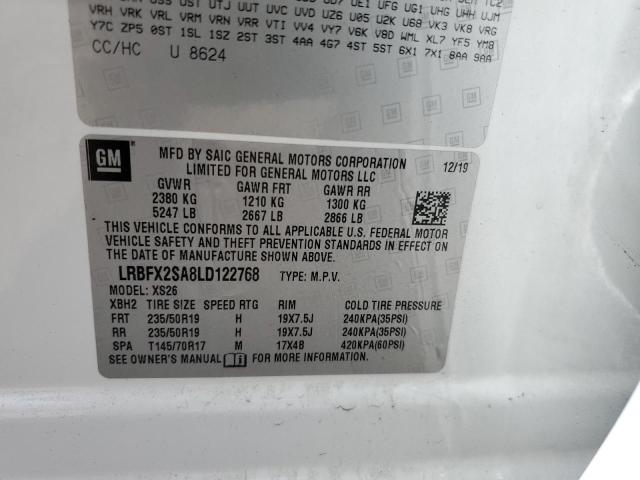 UE1 UFG UG1 UHG UHH UJM
VRH VRK VRL VRM VRN VRR VTI VV4 VY7 V6K V8D WML XL7 YF5 YM8
Y7C ZP5 0ST 1SL 1SZ 2ST 3ST 4AA 4G7 4ST 5ST 6X1 7X1 8AA 9AA
CC/HC U 8624
GM
MFD BY SAIC GENERAL MOTORS CORPORATION
LIMITED FOR GENERAL MOTORS LLC
12/19
GVWR GAWR FRT GAWR RR
2380 KG 1210 KG 1300 KG
5247 LB 2667 LB 2866 LB
THIS VEHICLE CONFORMS TO ALL APPLICABLE U.S. FEDERAL MOTOR
VEHICLE SAFETY AND THEFT PREVENTION STANDARDS IN EFFECT ON
THE DATE OF MANUFACTURE SHOWN ABOVE.
LRBFX2SA8LD122768 TYPE: M.P.V.
MODEL: XS26
XBH2 TIRE SIZE SPEED RTG RIM COLD TIRE PRESSURE
FRT 235/50R19 H 19X7.5J 240KPA(35PSI)
RR 235/50R19 H 19X7.5J 240KPA(35PSI)
SPA T145/70R17 M 17X4B 420KPA(60PSI)
SEE OWNER'S MANUAL FOR MORE INFORMATION